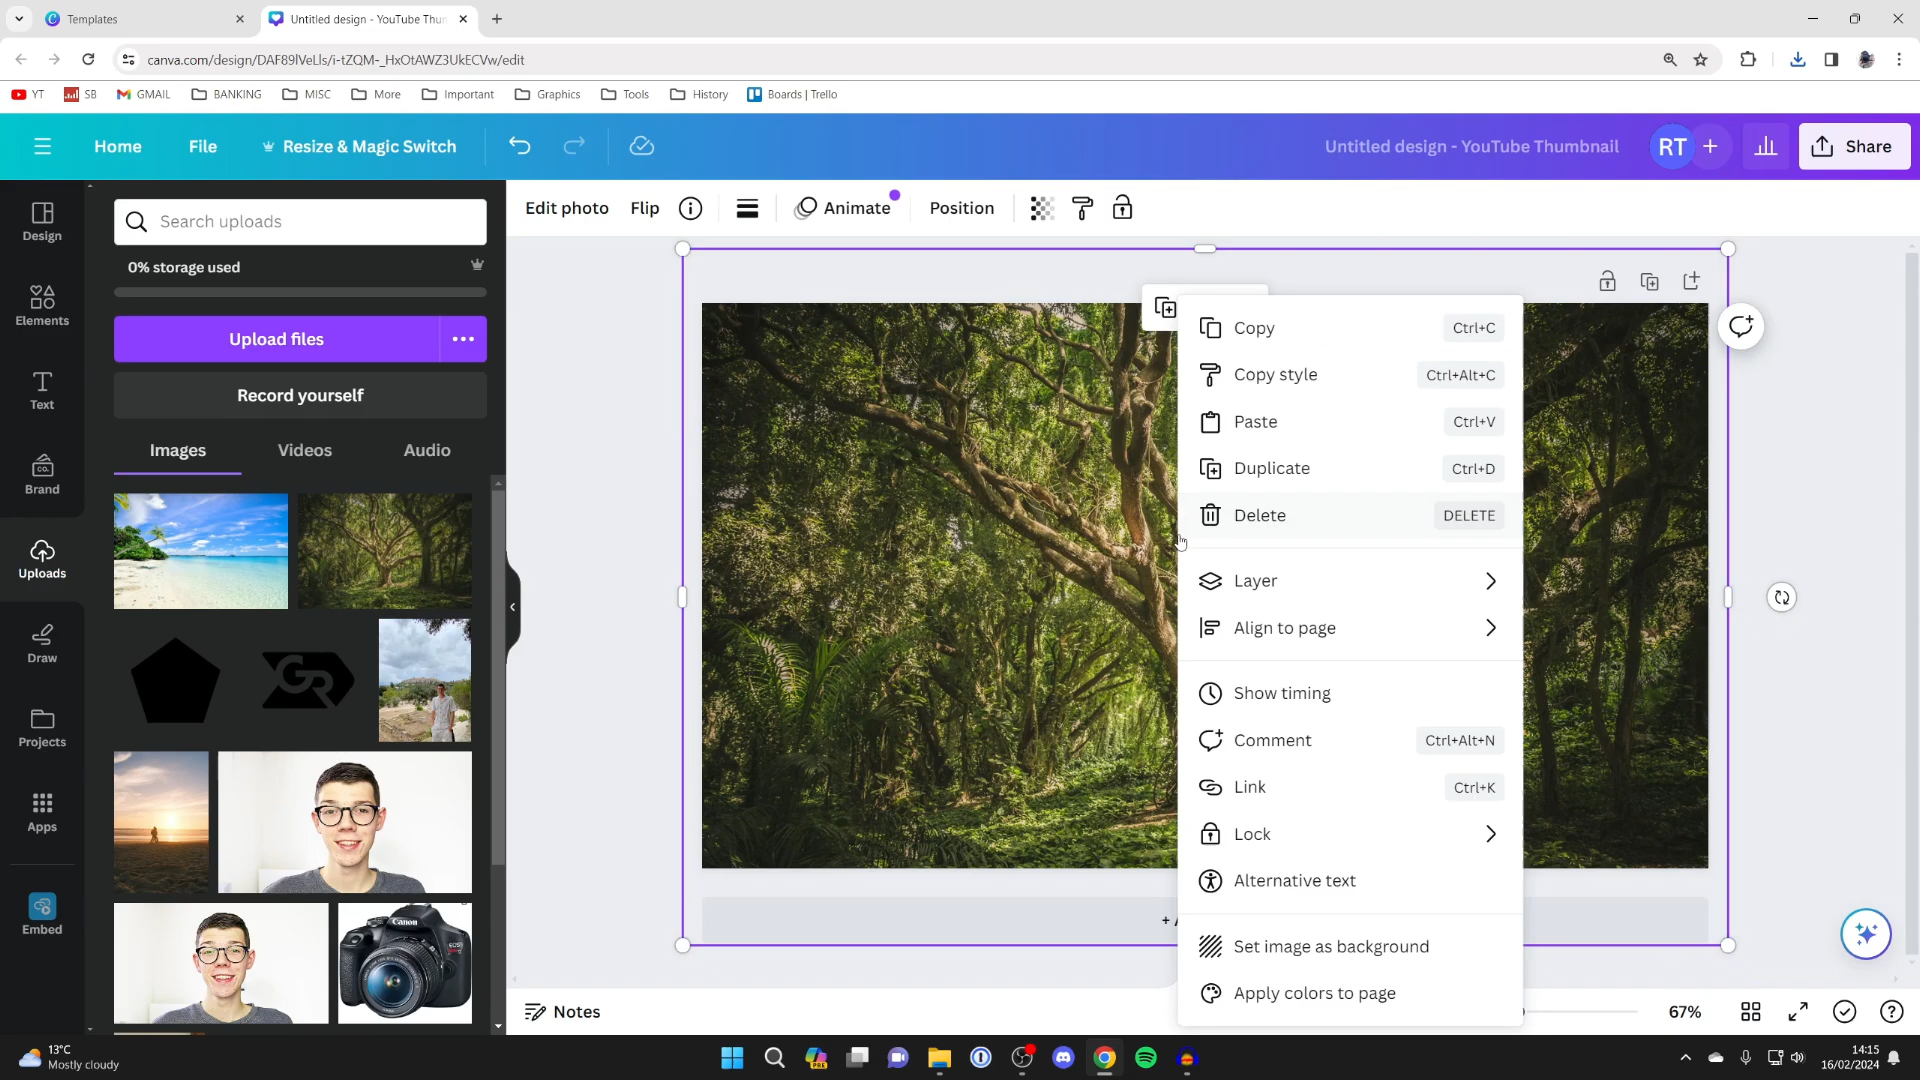 Templates
Untitled design - YouTube Thun
canva.com/design/DAF89lVeLls/i-tZQM-_HxOtAWZ3UkECVw/edit
YT
SB
GMAIL
BANKING
MISC
More
Important
Graphics
Tools
History
Boards | Trello
Home
File
Resize & Magic Switch
Untitled design - YouTube Thumbnail
RT
+
Share
Design
Elements
Text
Brand
Uploads
Draw
Projects
Apps
Embed
Search uploads
0% storage used
Upload files
Record yourself
Images
Videos
Audio
Canon
EOS
GR
Edit photo
Flip
Animate
Position
Copy Ctrl+C
Copy style Ctrl+Alt+C
Paste Ctrl+V
Duplicate Ctrl+D
Delete DELETE
Layer
Align to page
Show timing
Comment Ctrl+Alt+N
Link Ctrl+K
Lock
Alternative text
Set image as background
Apply colors to page
Notes
67%
13°C
Mostly cloudy
PRE
14:15
16/02/2024